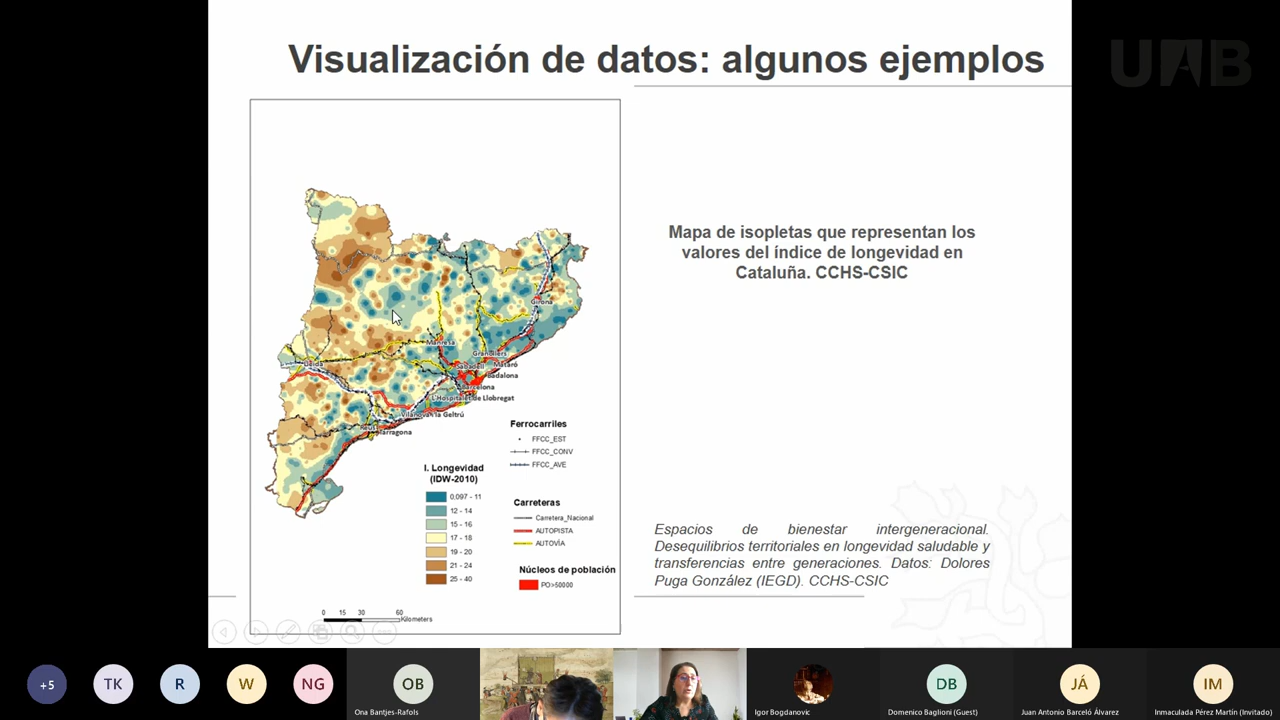 Visualización de datos: algunos ejemplos
UAB
Mapa de isopletas que representan los
valores del índice de longevidad en
Cataluña. CCHS-CSIC
Girona
Manresa
Granollers
Lleida
Sabadell
Mataró
Badalona
Barcelona
L'Hospitalet de Llobregat
Vilanova i la Geltrú
Reus
Tarragona
Ferrocarriles
FFCC_EST
FFCC_CONV
FFCC_AVE
I. Longevidad
(IDW-2010)
0,097 - 11
12 - 14
15 - 16
17 - 18
19 - 20
21 - 24
25 - 40
Carreteras
Carretera_Nacional
AUTOPISTA
AUTOVÍA
Núcleos de población
PO>50000
0 15 30 60
Kilometers
Espacios de bienestar intergeneracional.
Desequilibrios territoriales en longevidad saludable y
transferencias entre generaciones. Datos: Dolores
Puga González (IEGD). CCHS-CSIC
+5
TK
R
W
NG
OB
Ona Bantjes-Rafols
Igor Bogdanovic
DB
Domenico Baglioni (Guest)
JÁ
Juan Antonio Barceló Álvarez
IM
Inmaculada Pérez Martín (Invitado)